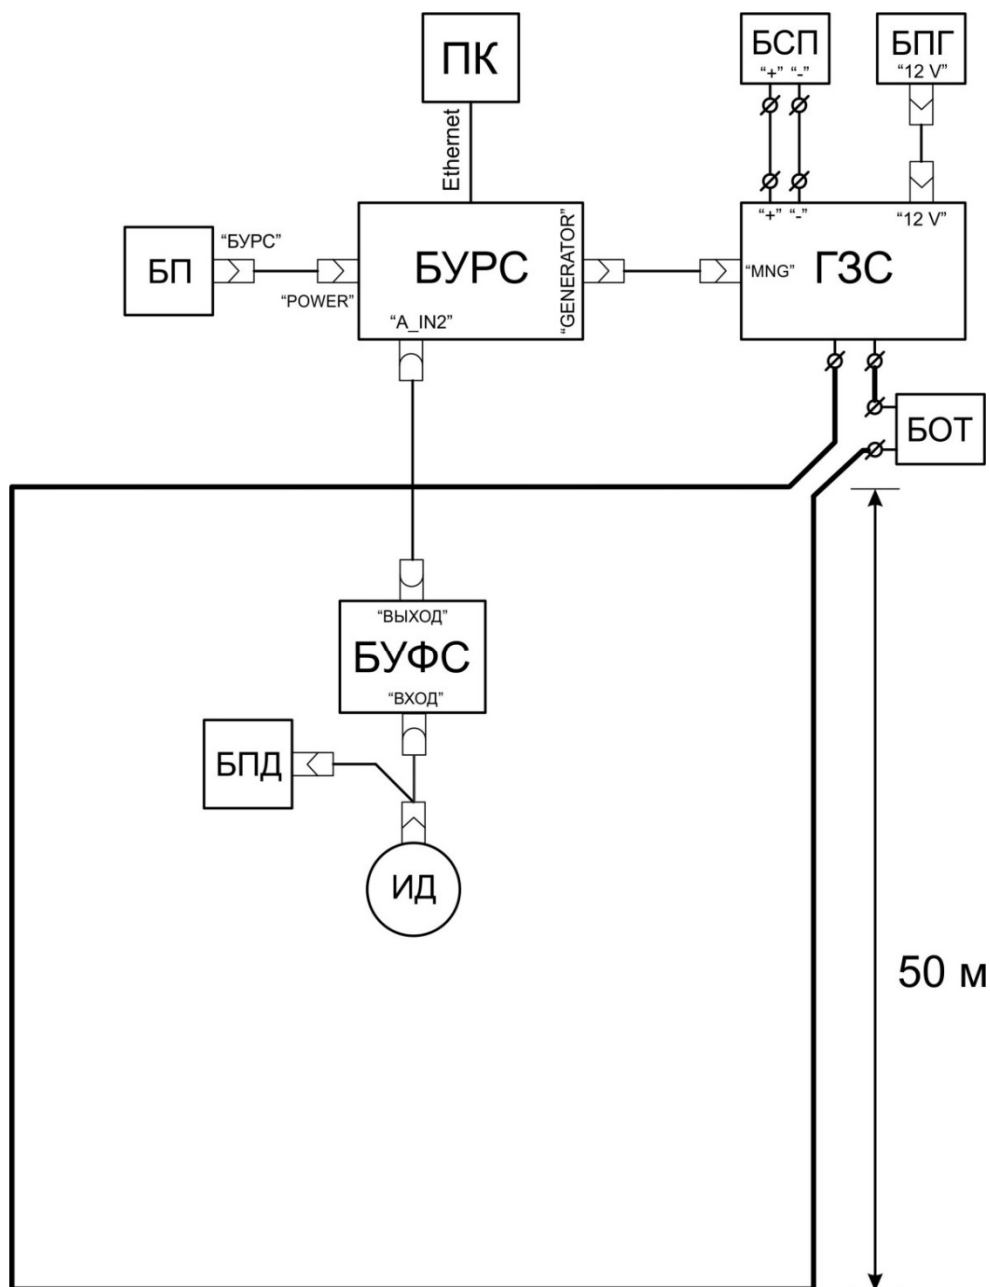 ПК
Ethernet
БСП
“+” “-”
БПГ
“12 V”
БП
“БУРС”
“POWER”
БУРС
“GENERATOR”
“A_IN2”
“+” “-”
“12 V”
“MNG”
ГЗС
БОТ
“ВЫХОД”
БУФС
“ВХОД”
БПД
ИД
50 м